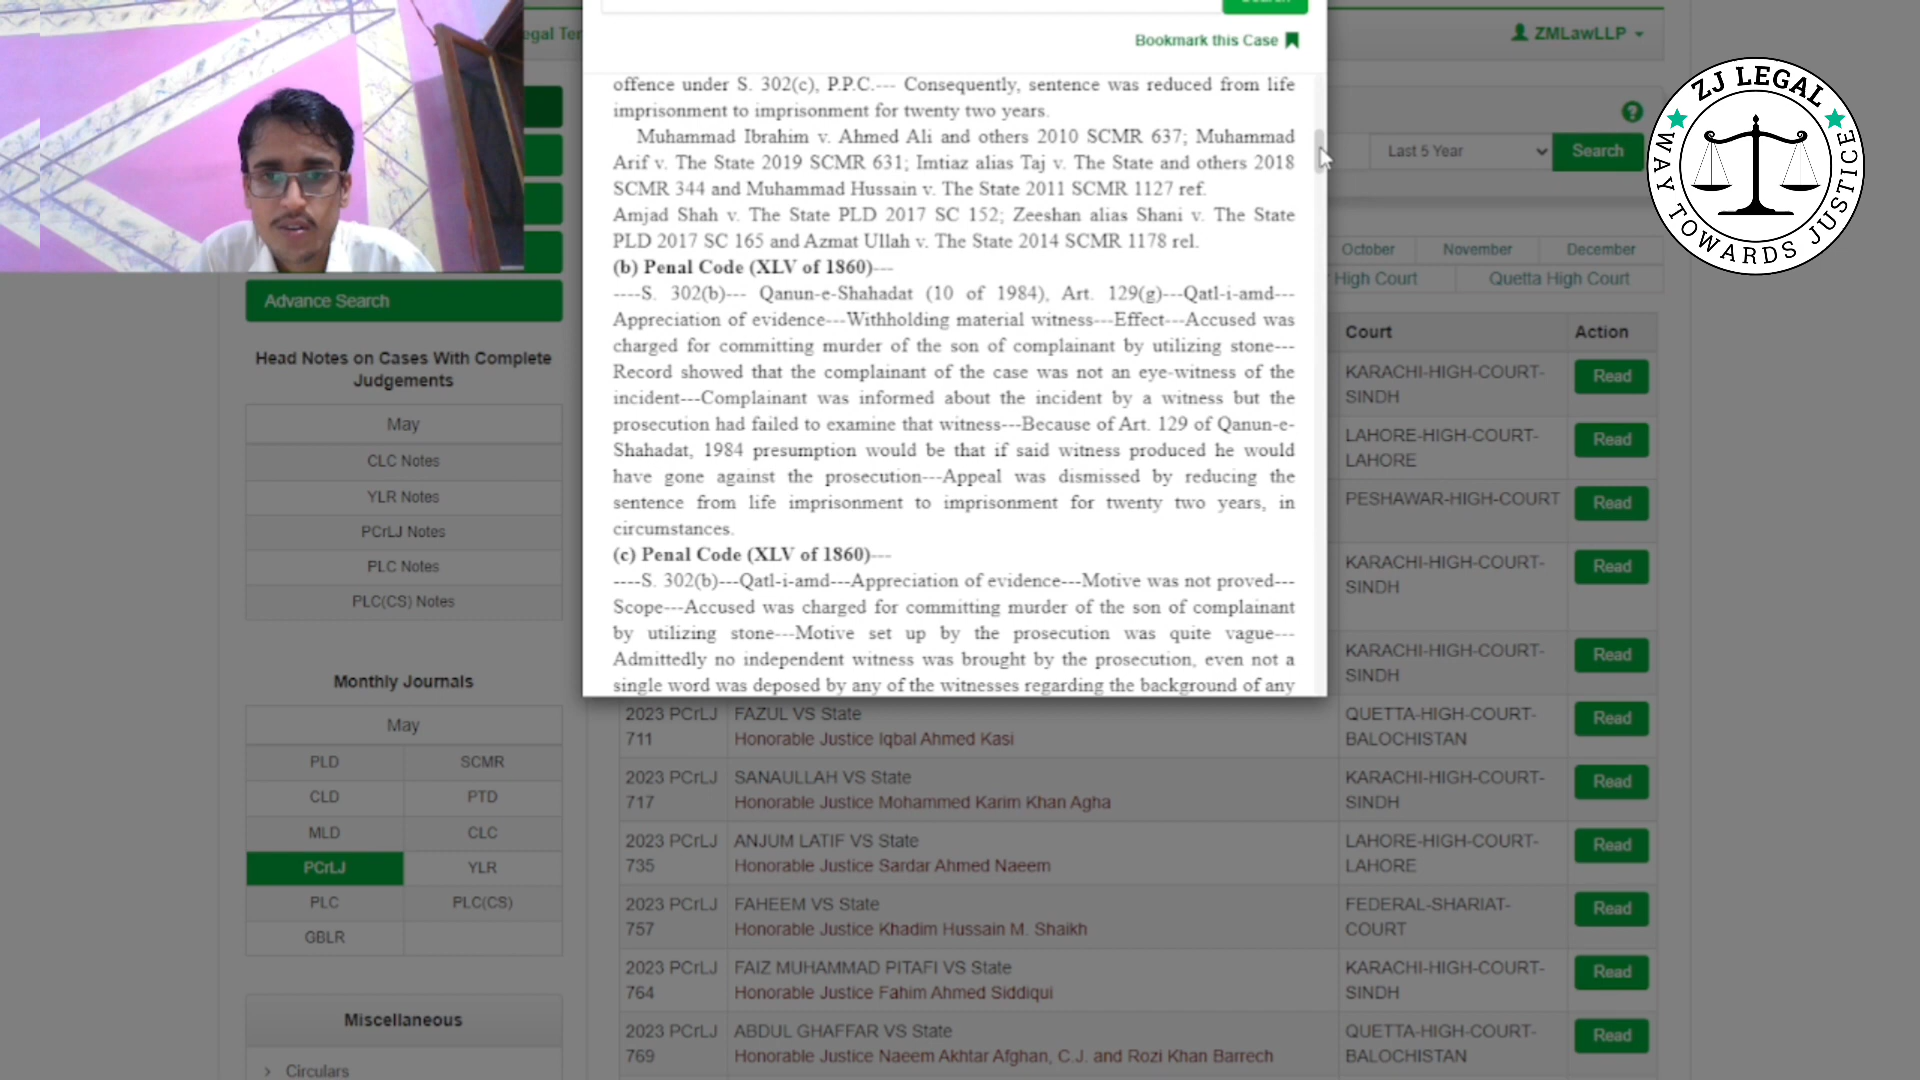 Search
Bookmark this Case
offence under S. 302(c), P.P.C.--- Consequently, sentence was reduced from life
imprisonment to imprisonment for twenty two years.
Muhammad Ibrahim v. Ahmed Ali and others 2010 SCMR 637; Muhammad
Arif v. The State 2019 SCMR 631; Imtiaz alias Taj v. The State and others 2018
SCMR 344 and Muhammad Hussain v. The State 2011 SCMR 1127 ref.
Amjad Shah v. The State PLD 2017 SC 152; Zeeshan alias Shani v. The State
PLD 2017 SC 165 and Azmat Ullah v. The State 2014 SCMR 1178 rel.
(b) Penal Code (XLV of 1860)---
----S. 302(b)--- Qanun-e-Shahadat (10 of 1984), Art. 129(g)---Qatl-i-amd---
Appreciation of evidence---Withholding material witness---Effect---Accused was
charged for committing murder of the son of complainant by utilizing stone---
Record showed that the complainant of the case was not an eye-witness of the
incident---Complainant was informed about the incident by a witness but the
prosecution had failed to examine that witness---Because of Art. 129 of Qanun-e-
Shahadat, 1984 presumption would be that if said witness produced he would
have gone against the prosecution---Appeal was dismissed by reducing the
sentence from life imprisonment to imprisonment for twenty two years, in
circumstances.
(c) Penal Code (XLV of 1860)---
----S. 302(b)---Qatl-i-amd---Appreciation of evidence---Motive was not proved---
Scope---Accused was charged for committing murder of the son of complainant
by utilizing stone---Motive set up by the prosecution was quite vague---
Admittedly no independent witness was brought by the prosecution, even not a
single word was deposed by any of the witnesses regarding the background of any
ZMLawLLP
Last 5 Year
Search
ZJ LEGAL
WAY TOWARDS JUSTICE
October November December
High Court Quetta High Court
Advance Search
Head Notes on Cases With Complete
Judgements
May
CLC Notes
YLR Notes
PCrLJ Notes
PLC Notes
PLC(CS) Notes
Monthly Journals
May
PLD SCMR
CLD PTD
MLD CLC
PCrLJ YLR
PLC PLC(CS)
GBLR
Miscellaneous
> Circulars
Court Action
KARACHI-HIGH-COURT- Read
SINDH
LAHORE-HIGH-COURT- Read
LAHORE
PESHAWAR-HIGH-COURT Read
KARACHI-HIGH-COURT- Read
SINDH
KARACHI-HIGH-COURT- Read
SINDH
2023 PCrLJ FAZUL VS State QUETTA-HIGH-COURT- Read
711 Honorable Justice Iqbal Ahmed Kasi BALOCHISTAN
2023 PCrLJ SANAULLAH VS State KARACHI-HIGH-COURT- Read
717 Honorable Justice Mohammed Karim Khan Agha SINDH
2023 PCrLJ ANJUM LATIF VS State LAHORE-HIGH-COURT- Read
735 Honorable Justice Sardar Ahmed Naeem LAHORE
2023 PCrLJ FAHEEM VS State FEDERAL-SHARIAT- Read
757 Honorable Justice Khadim Hussain M. Shaikh COURT
2023 PCrLJ FAIZ MUHAMMAD PITAFI VS State KARACHI-HIGH-COURT- Read
764 Honorable Justice Fahim Ahmed Siddiqui SINDH
2023 PCrLJ ABDUL GHAFFAR VS State QUETTA-HIGH-COURT- Read
769 Honorable Justice Naeem Akhtar Afghan, C.J. and Rozi Khan Barrech BALOCHISTAN